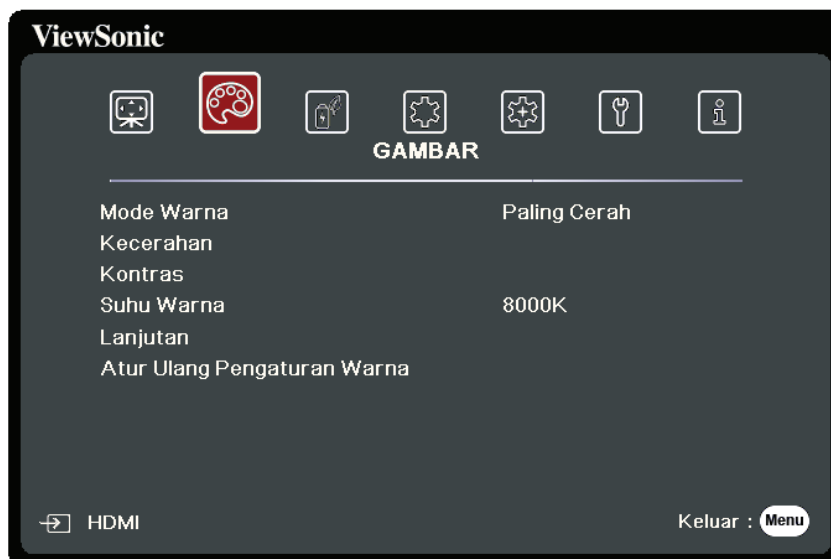 ViewSonic
GAMBAR
Mode Warna Paling Cerah
Kecerahan
Kontras
Suhu Warna 8000K
Lanjutan
Atur Ulang Pengaturan Warna
HDMI Keluar : Menu